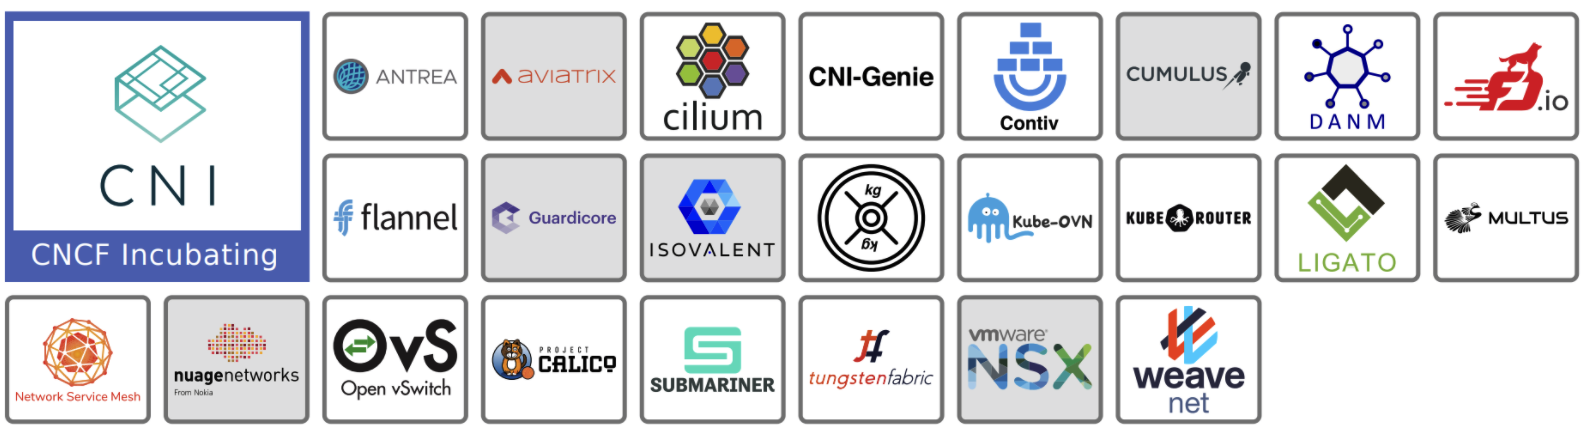 CNI
CNCF Incubating
ANTREA
aviatrix
cilium
CNI-Genie
Contiv
CUMULUS
DANM
FD.io
flannel
Guardicore
ISOVALENT
kg
kg
Kube-OVN
KUBE ROUTER
LIGATO
MULTUS
Network Service Mesh
nuagenetworks
From Nokia
OvS
Open vSwitch
PROJECT
CALICO
SUBMARINER
tf
tungstenfabric
vmware®
NSX
weave
net